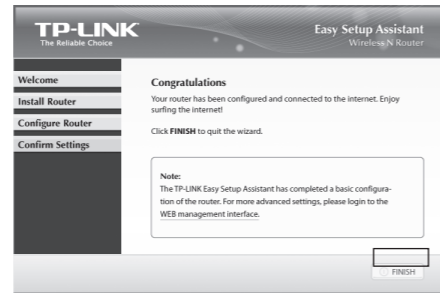 TP-LINK
The Reliable Choice
Easy Setup Assistant
Wireless N Router
Welcome
Install Router
Configure Router
Confirm Settings
Congratulations
Your router has been configured and connected to the internet. Enjoy
surfing the internet!
Click FINISH to quit the wizard.
Note:
The TP-LINK Easy Setup Assistant has completed a basic configura-
tion of the router. For more advanced settings, please login to the
WEB management interface.
FINISH